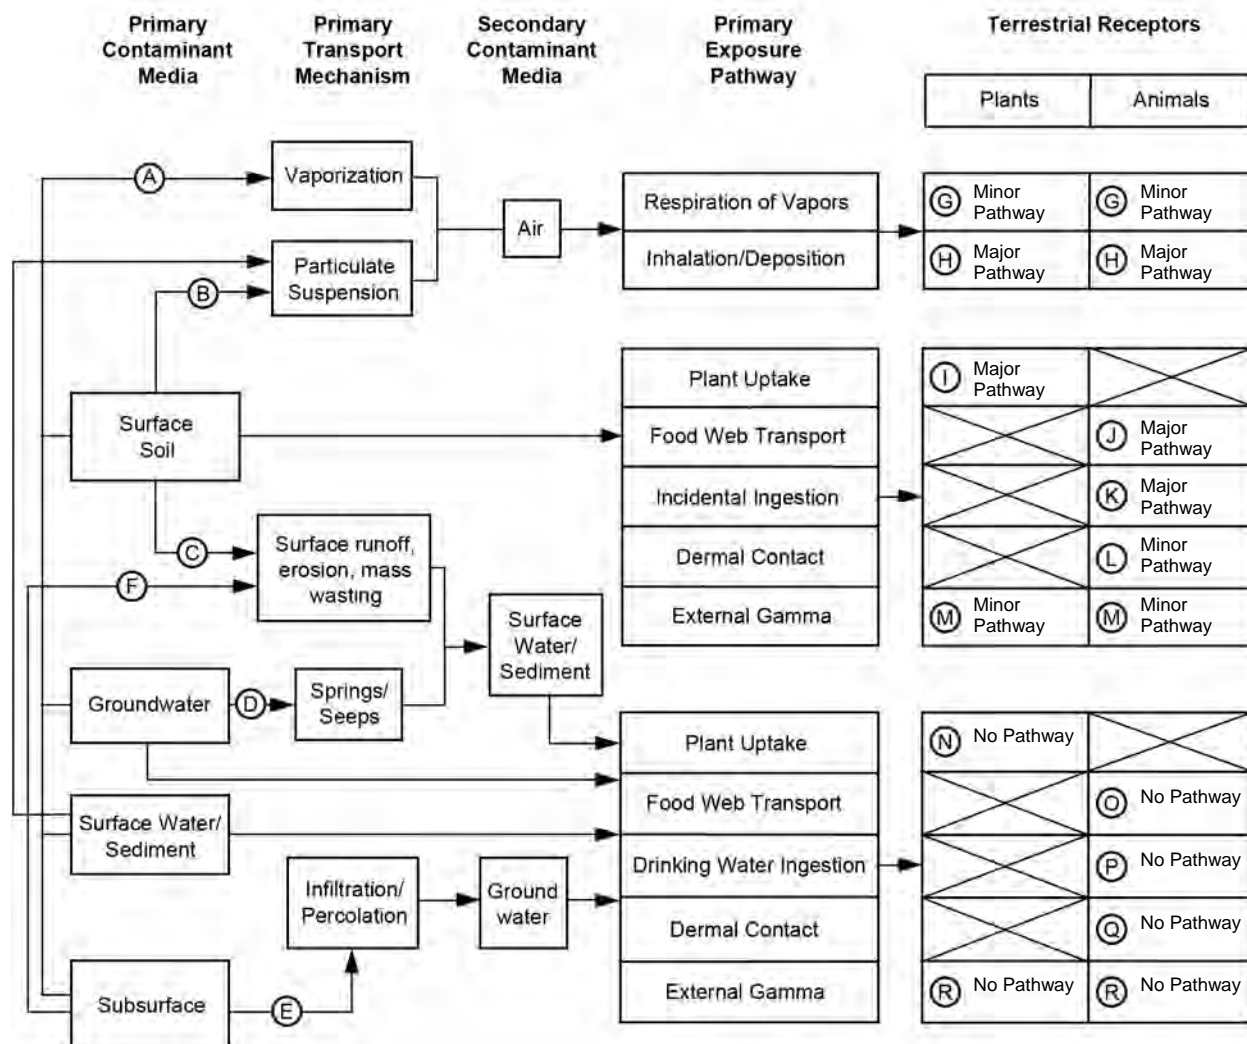 Primary
Contaminant
Media
Primary
Transport
Mechanism
Secondary
Contaminant
Media
Primary
Exposure
Pathway
Terrestrial Receptors
Plants
Animals
A
Vaporization
B
Particulate
Suspension
Air
Respiration of Vapors
Inhalation/Deposition
G Minor
Pathway
G Minor
Pathway
H Major
Pathway
H Major
Pathway
Surface
Soil
Plant Uptake
Food Web Transport
Incidental Ingestion
Dermal Contact
External Gamma
I Major
Pathway
J Major
Pathway
K Major
Pathway
L Minor
Pathway
M Minor
Pathway
M Minor
Pathway
C
F
Surface runoff,
erosion, mass
wasting
Surface
Water/
Sediment
Groundwater
D
Springs/
Seeps
Surface Water/
Sediment
Infiltration/
Percolation
Ground
water
Subsurface
E
Plant Uptake
Food Web Transport
Drinking Water Ingestion
Dermal Contact
External Gamma
N No Pathway
O No Pathway
P No Pathway
Q No Pathway
R No Pathway
R No Pathway